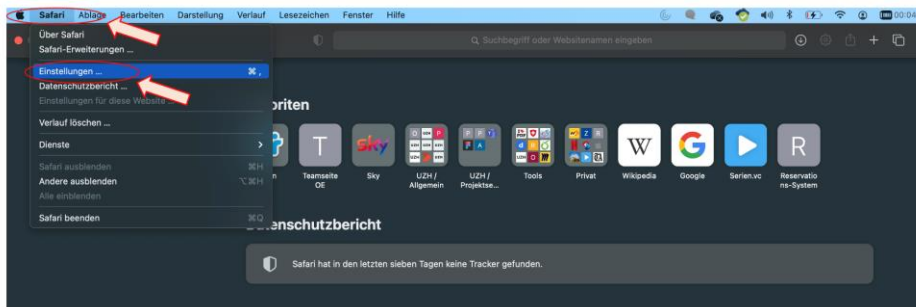 Safari Ablage Bearbeiten Darstellung Verlauf Lesezeichen Fenster Hilfe 00:04
Über Safari
Safari-Erweiterungen ...
Einstellungen ... ⌘ ,
Datenschutzbericht ...
Einstellungen für diese Website
Verlauf löschen ...
Dienste
Safari ausblenden ⌘H
Andere ausblenden ⌥⌘H
Alle einblenden
Safari beenden ⌘Q
Suchbegriff oder Websitenamen eingeben
oriten
T
sky
W
G
R
n
Teamseite
OE
Sky
UZH /
Allgemein
UZH /
Projektse...
Tools
Privat
Wikipedia
Google
Serien.vc
Reservatio
ns-System
enschutzbericht
Safari hat in den letzten sieben Tagen keine Tracker gefunden.